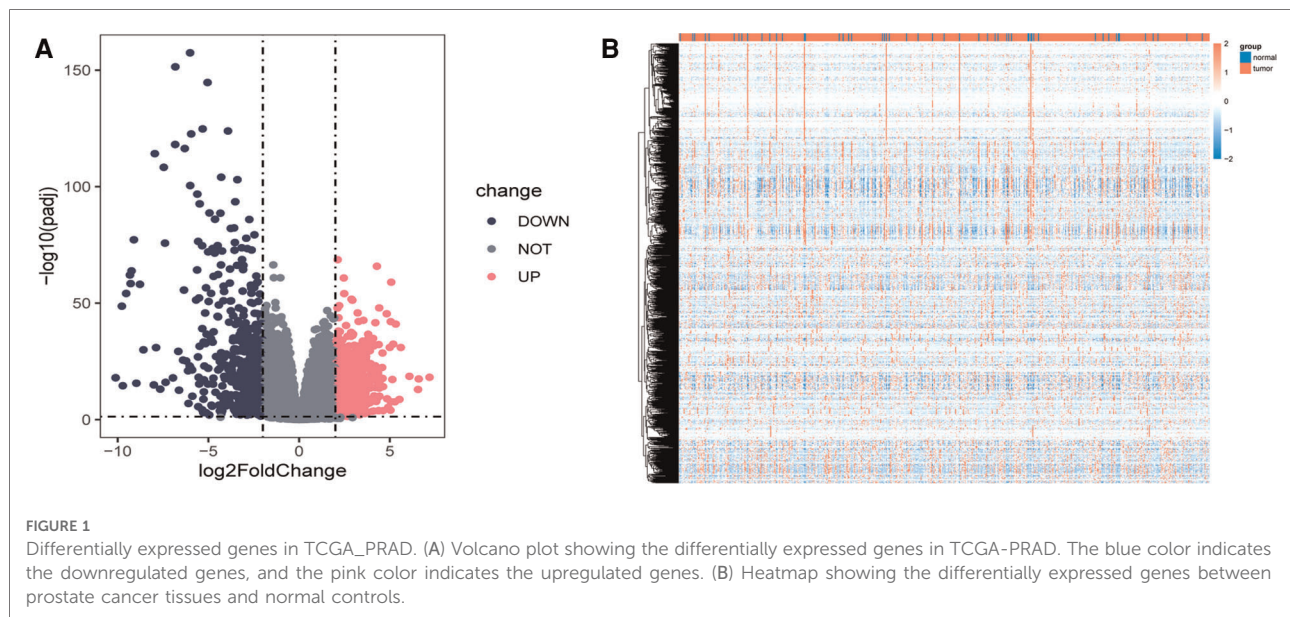 A
150
100
50
0
-log10(padj)
−10
−5
0
5
log2FoldChange
change
DOWN
NOT
UP
B
2
1
0
−1
−2
group
normal
tumor
FIGURE 1
Differentially expressed genes in TCGA_PRAD. (A) Volcano plot showing the differentially expressed genes in TCGA-PRAD. The blue color indicates
the downregulated genes, and the pink color indicates the upregulated genes. (B) Heatmap showing the differentially expressed genes between
prostate cancer tissues and normal controls.